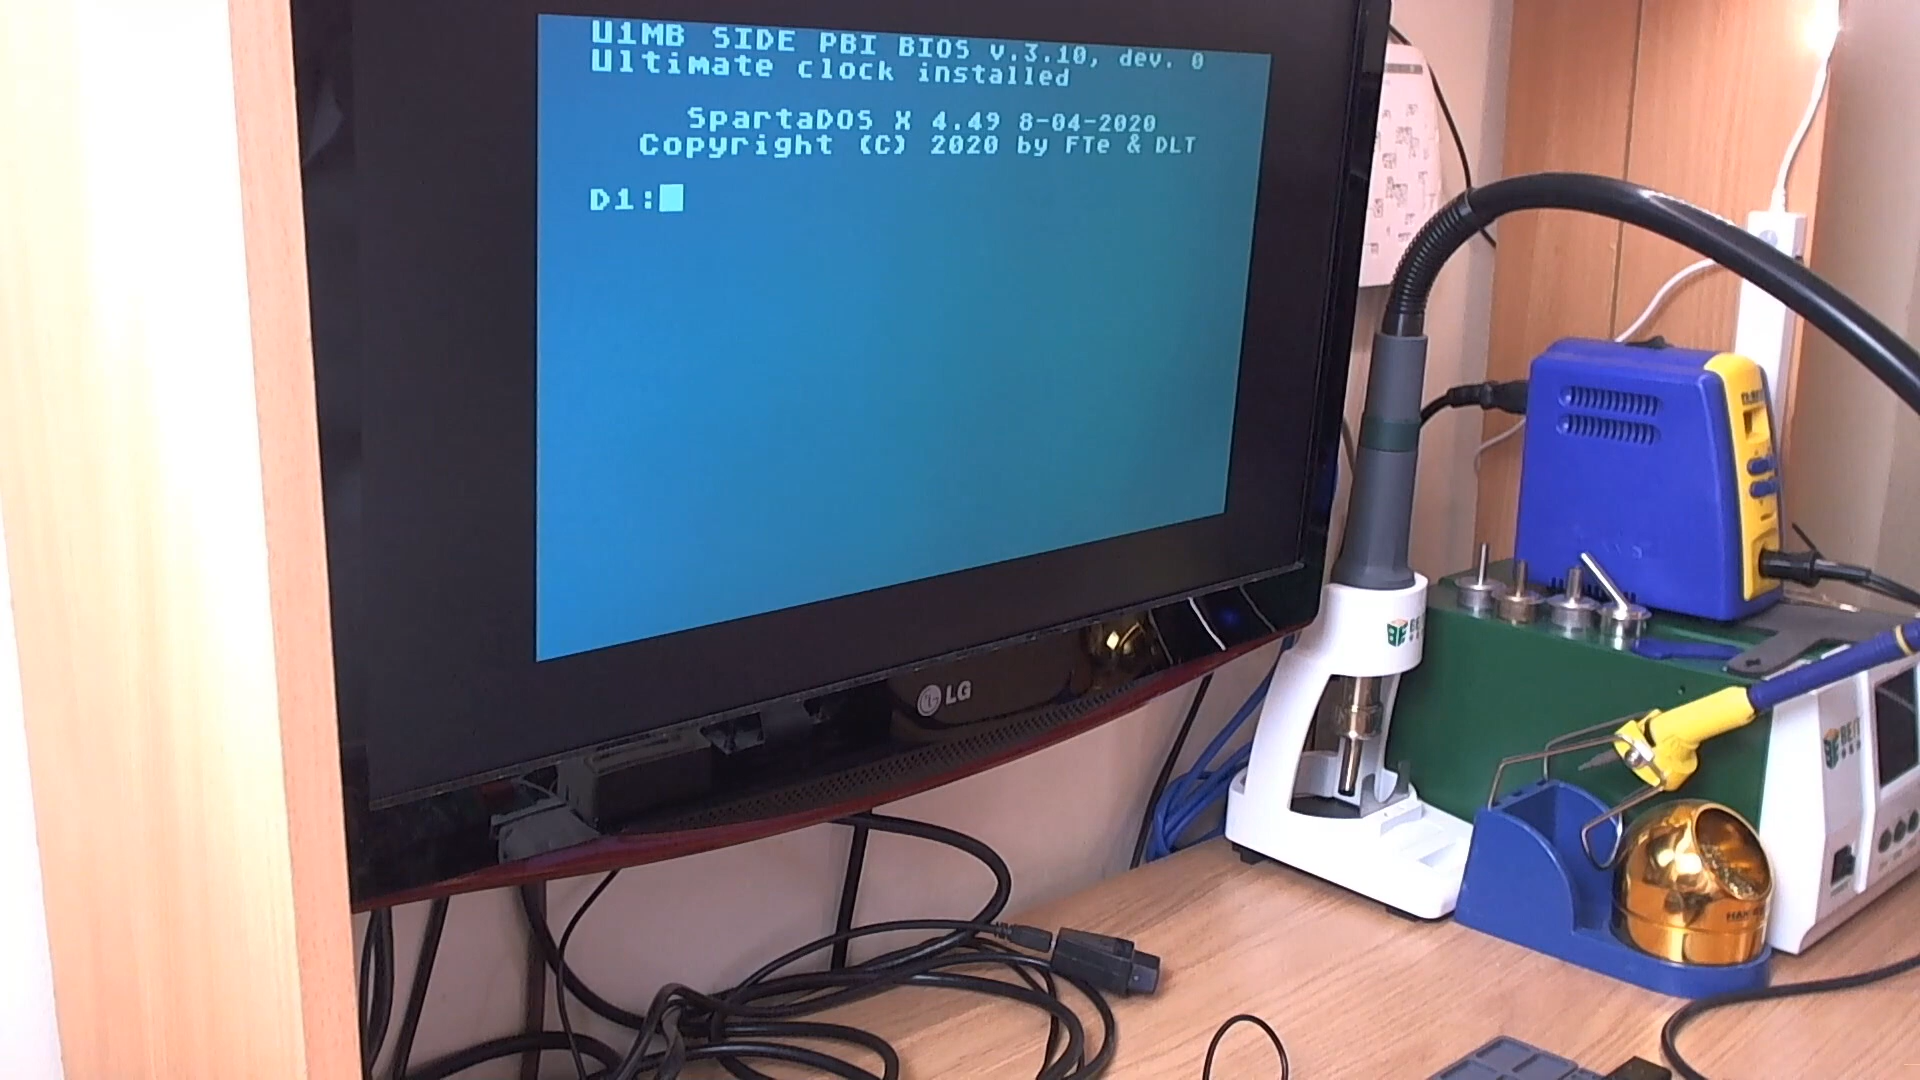 U1MB SIDE PBI BIOS v.3.10, dev. 0
Ultimate clock installed
SpartaDOS X 4.49 8-04-2020
Copyright (C) 2020 by FTe & DLT
D1:
LG